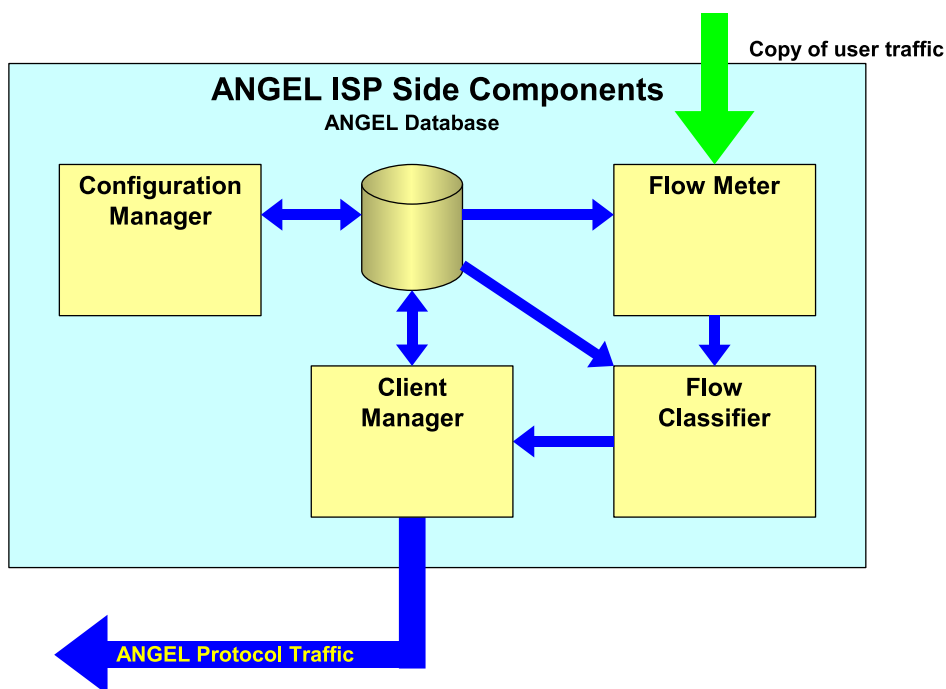 Copy of user traffic
ANGEL ISP Side Components
ANGEL Database
Configuration
Manager
Flow Meter
Client
Manager
Flow
Classifier
ANGEL Protocol Traffic